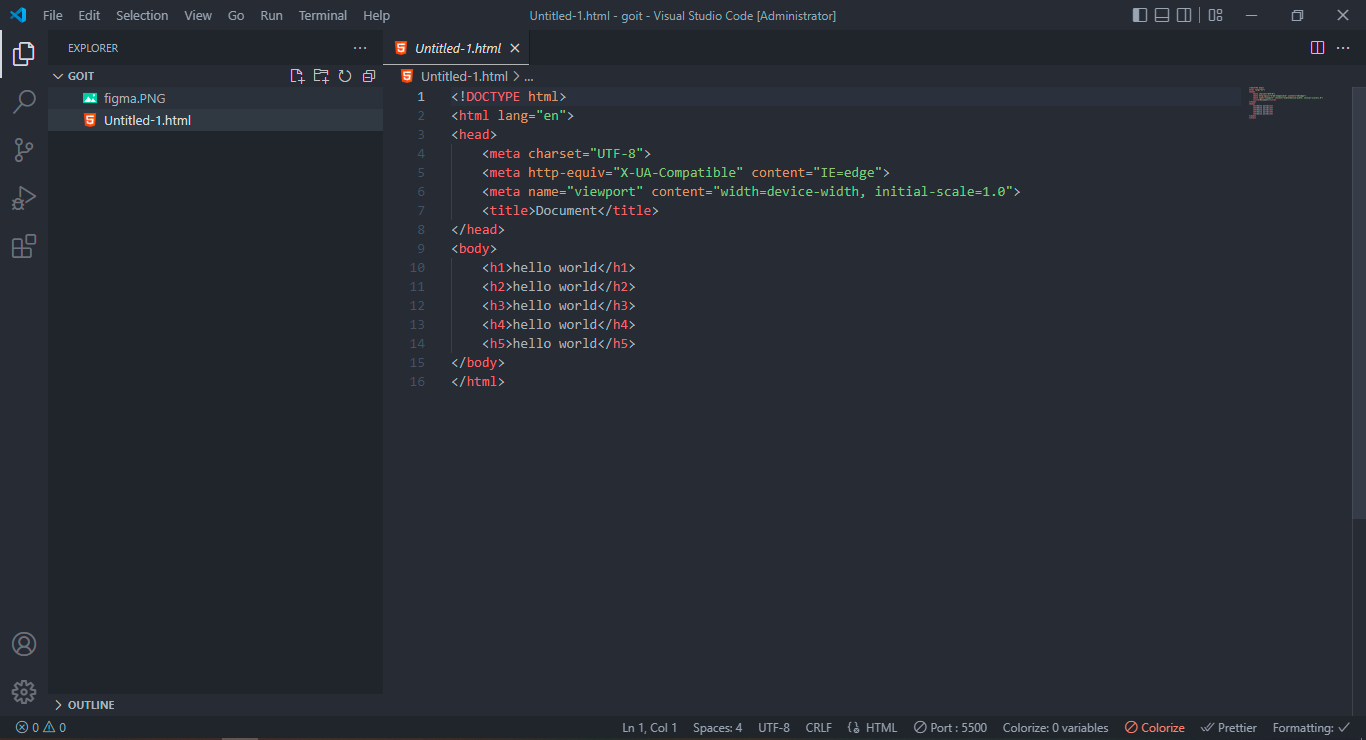 File Edit Selection View Go Run Terminal Help Untitled-1.html - goit - Visual Studio Code [Administrator]
EXPLORER
GOIT
figma.PNG
Untitled-1.html
OUTLINE
Untitled-1.html
Untitled-1.html > ...
1 <!DOCTYPE html>
2 <html lang="en">
3 <head>
4 <meta charset="UTF-8">
5 <meta http-equiv="X-UA-Compatible" content="IE=edge">
6 <meta name="viewport" content="width=device-width, initial-scale=1.0">
7 <title>Document</title>
8 </head>
9 <body>
10 <h1>hello world</h1>
11 <h2>hello world</h2>
12 <h3>hello world</h3>
13 <h4>hello world</h4>
14 <h5>hello world</h5>
15 </body>
16 </html>
0 0 Ln 1, Col 1 Spaces: 4 UTF-8 CRLF HTML Port : 5500 Colorize: 0 variables Colorize Prettier Formatting: